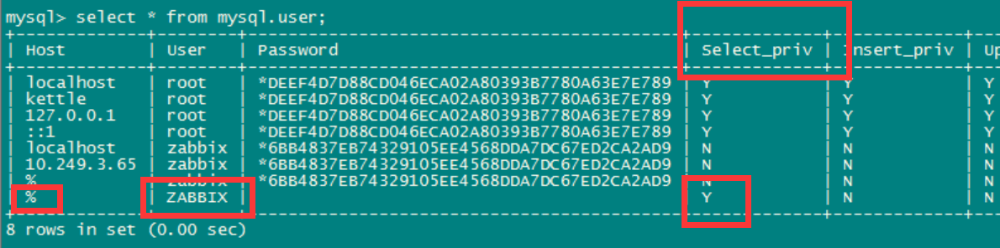 mysql> select * from mysql.user;
| Host | User | Password | Select_priv | Insert_priv | Up
| localhost | root | *DEEF4D7D88CD046ECA02A80393B7780A63E7E789 | Y | Y | Y
| kettle | root | *DEEF4D7D88CD046ECA02A80393B7780A63E7E789 | Y | Y | Y
| 127.0.0.1 | root | *DEEF4D7D88CD046ECA02A80393B7780A63E7E789 | Y | Y | Y
| ::1 | root | *DEEF4D7D88CD046ECA02A80393B7780A63E7E789 | Y | Y | Y
| localhost | zabbix | *6BB4837EB74329105EE4568DDA7DC67ED2CA2AD9 | N | N | N
| 10.249.3.65 | zabbix | *6BB4837EB74329105EE4568DDA7DC67ED2CA2AD9 | N | N | N
| % | zabbix | *6BB4837EB74329105EE4568DDA7DC67ED2CA2AD9 | N | N | N
| % | ZABBIX | | Y | N | N
8 rows in set (0.00 sec)